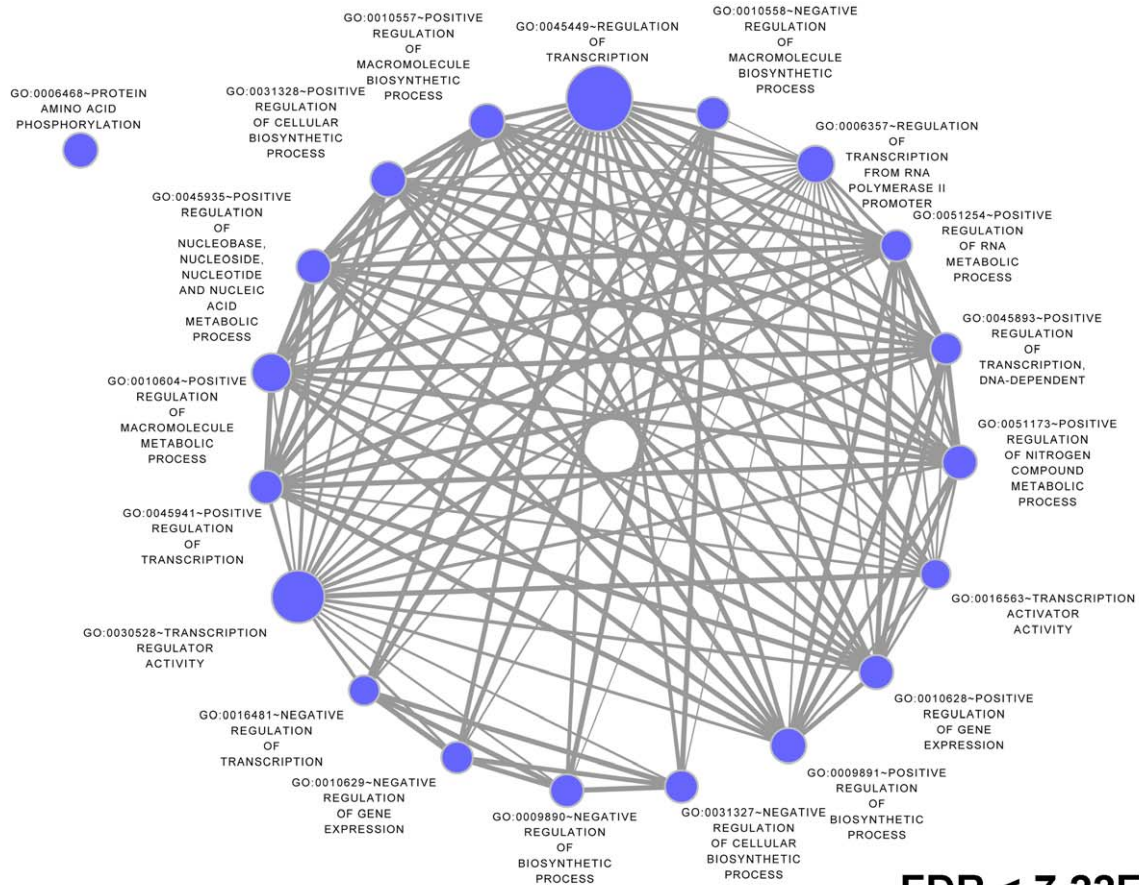 GO:0006468~PROTEIN
AMINO ACID
PHOSPHORYLATION
GO:0010557~POSITIVE
REGULATION
OF
MACROMOLECULE
BIOSYNTHETIC
PROCESS
GO:0045449~REGULATION
OF
TRANSCRIPTION
GO:0010558~NEGATIVE
REGULATION
OF
MACROMOLECULE
BIOSYNTHETIC
PROCESS
GO:0031328~POSITIVE
REGULATION
OF CELLULAR
BIOSYNTHETIC
PROCESS
GO:0006357~REGULATION
OF
TRANSCRIPTION
FROM RNA
POLYMERASE II
PROMOTER
GO:0045935~POSITIVE
REGULATION
OF
NUCLEOBASE,
NUCLEOSIDE,
NUCLEOTIDE
AND NUCLEIC
ACID
METABOLIC
PROCESS
GO:0051254~POSITIVE
REGULATION
OF RNA
METABOLIC
PROCESS
GO:0045893~POSITIVE
REGULATION
OF
TRANSCRIPTION,
DNA-DEPENDENT
GO:0010604~POSITIVE
REGULATION
OF
MACROMOLECULE
METABOLIC
PROCESS
GO:0051173~POSITIVE
REGULATION
OF NITROGEN
COMPOUND
METABOLIC
PROCESS
GO:0045941~POSITIVE
REGULATION
OF
TRANSCRIPTION
GO:0016563~TRANSCRIPTION
ACTIVATOR
ACTIVITY
GO:0030528~TRANSCRIPTION
REGULATOR
ACTIVITY
GO:0010628~POSITIVE
REGULATION
OF GENE
EXPRESSION
GO:0016481~NEGATIVE
REGULATION
OF
TRANSCRIPTION
GO:0009891~POSITIVE
REGULATION
OF
BIOSYNTHETIC
PROCESS
GO:0010629~NEGATIVE
REGULATION
OF GENE
EXPRESSION
GO:0009890~NEGATIVE
REGULATION
OF
BIOSYNTHETIC
PROCESS
GO:0031327~NEGATIVE
REGULATION
OF CELLULAR
BIOSYNTHETIC
PROCESS